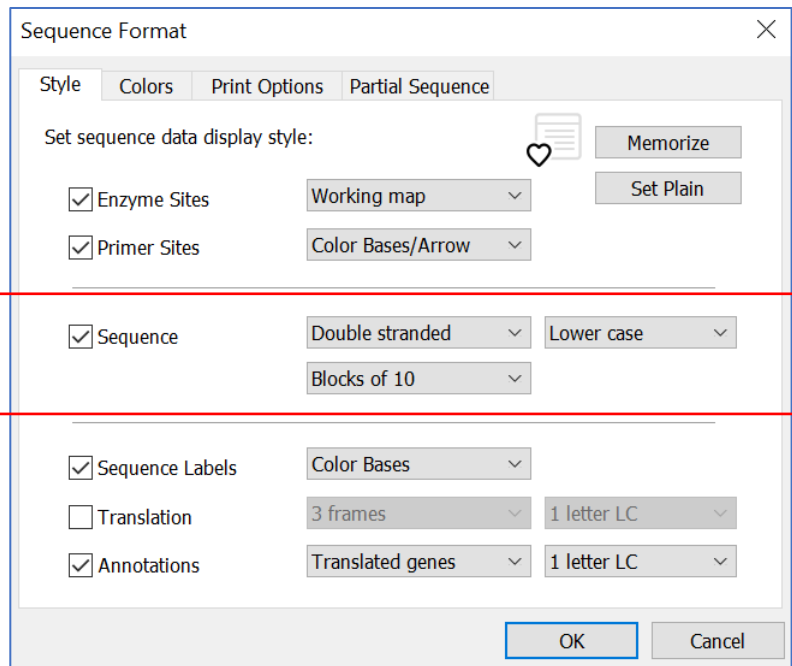 Sequence Format
Style Colors Print Options Partial Sequence
Set sequence data display style:
Memorize
Enzyme Sites Working map Set Plain
Primer Sites Color Bases/Arrow
Sequence Double stranded Lower case
Blocks of 10
Sequence Labels Color Bases
Translation 3 frames 1 letter LC
Annotations Translated genes 1 letter LC
OK Cancel